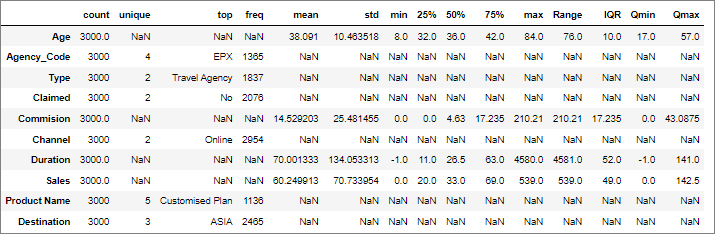 count unique top freq mean std min 25% 50% 75% max Range IQR Qmin Qmax
Age 3000.0 NaN NaN NaN 38.091 10.463518 8.0 32.0 36.0 42.0 84.0 76.0 10.0 17.0 57.0
Agency_Code 3000 4 EPX 1365 NaN NaN NaN NaN NaN NaN NaN NaN NaN NaN NaN
Type 3000 2 Travel Agency 1837 NaN NaN NaN NaN NaN NaN NaN NaN NaN NaN NaN
Claimed 3000 2 No 2076 NaN NaN NaN NaN NaN NaN NaN NaN NaN NaN NaN
Commision 3000.0 NaN NaN NaN 14.529203 25.481455 0.0 0.0 4.63 17.235 210.21 210.21 17.235 0.0 43.0875
Channel 3000 2 Online 2954 NaN NaN NaN NaN NaN NaN NaN NaN NaN NaN NaN
Duration 3000.0 NaN NaN NaN 70.001333 134.053313 -1.0 11.0 26.5 63.0 4580.0 4581.0 52.0 -1.0 141.0
Sales 3000.0 NaN NaN NaN 60.249913 70.733954 0.0 20.0 33.0 69.0 539.0 539.0 49.0 0.0 142.5
Product Name 3000 5 Customised Plan 1136 NaN NaN NaN NaN NaN NaN NaN NaN NaN NaN NaN
Destination 3000 3 ASIA 2465 NaN NaN NaN NaN NaN NaN NaN NaN NaN NaN NaN